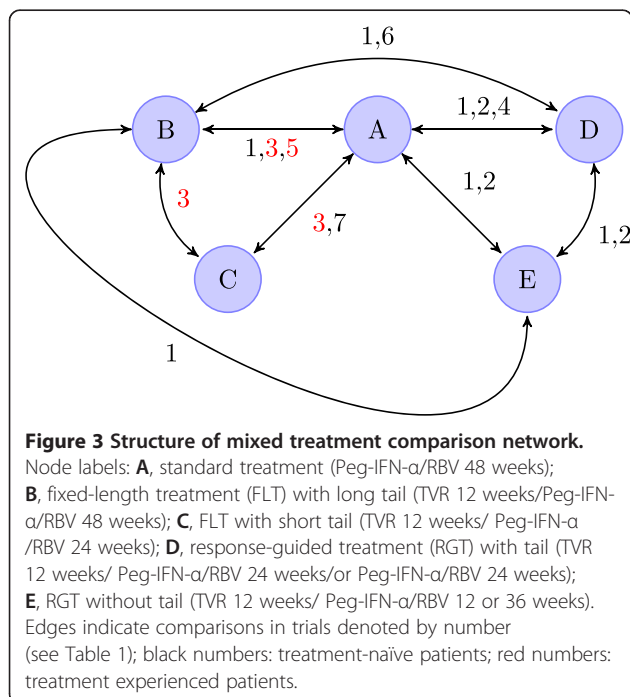 1,6
B
1,3,5
A
1,2,4
D
3
3,7
1,2
1,2
C
E
1
Figure 3 Structure of mixed treatment comparison network.
Node labels: A, standard treatment (Peg-IFN-α/RBV 48 weeks);
B, fixed-length treatment (FLT) with long tail (TVR 12 weeks/Peg-IFN-
α/RBV 48 weeks); C, FLT with short tail (TVR 12 weeks/ Peg-IFN-α
/RBV 24 weeks); D, response-guided treatment (RGT) with tail (TVR
12 weeks/ Peg-IFN-α/RBV 24 weeks/or Peg-IFN-α/RBV 24 weeks);
E, RGT without tail (TVR 12 weeks/ Peg-IFN-α/RBV 12 or 36 weeks).
Edges indicate comparisons in trials denoted by number
(see Table 1); black numbers: treatment-naïve patients; red numbers:
treatment experienced patients.